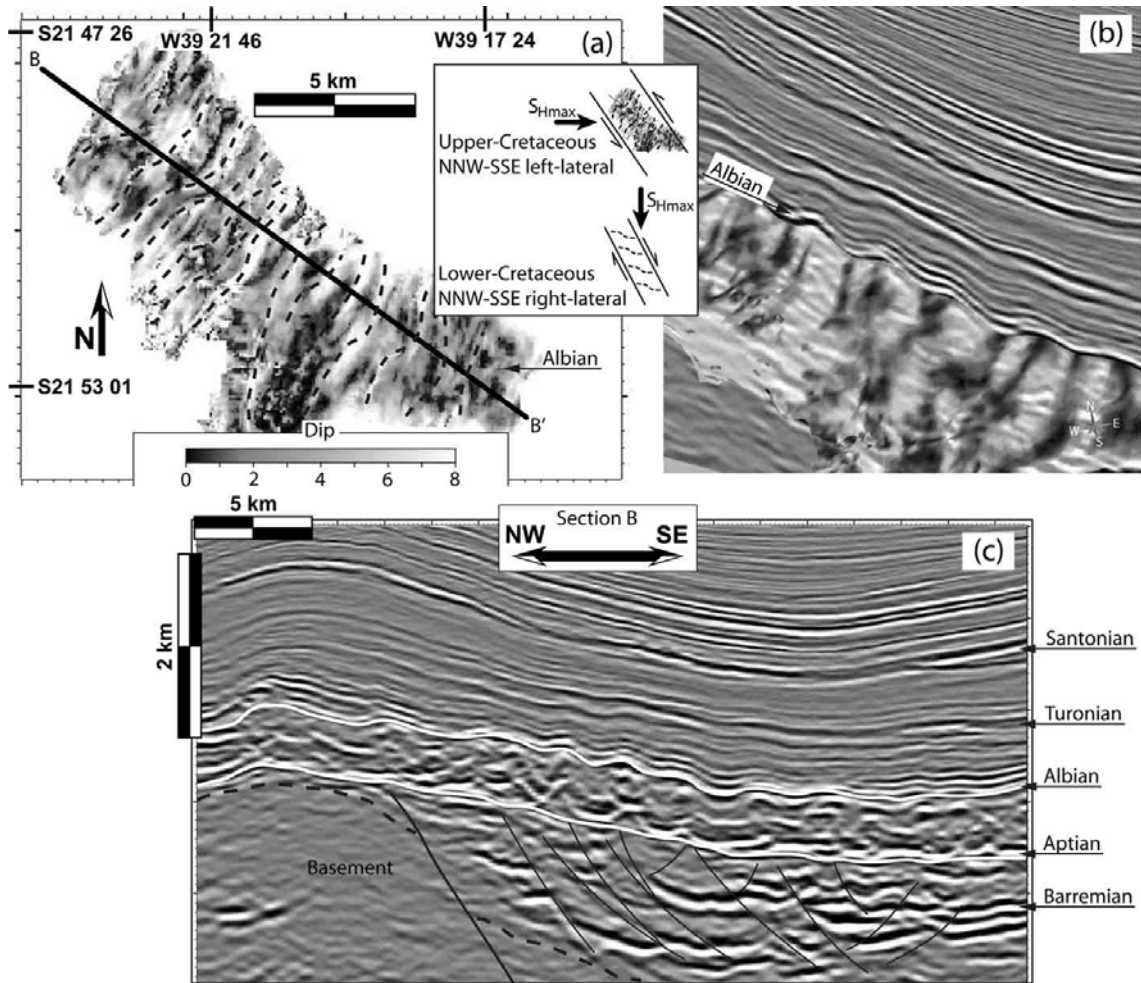 S21 47 26
W39 21 46
W39 17 24
(a)
B
5 km
SHmax
Upper-Cretaceous
NNW-SSE left-lateral
SHmax
Lower-Cretaceous
NNW-SSE right-lateral
N
Albian
S21 53 01
B'
Dip
0 2 4 6 8
(b)
Albian
N
W E
S
5 km
Section B
NW SE
(c)
2 km
Santonian
Turonian
Albian
Aptian
Basement
Barremian